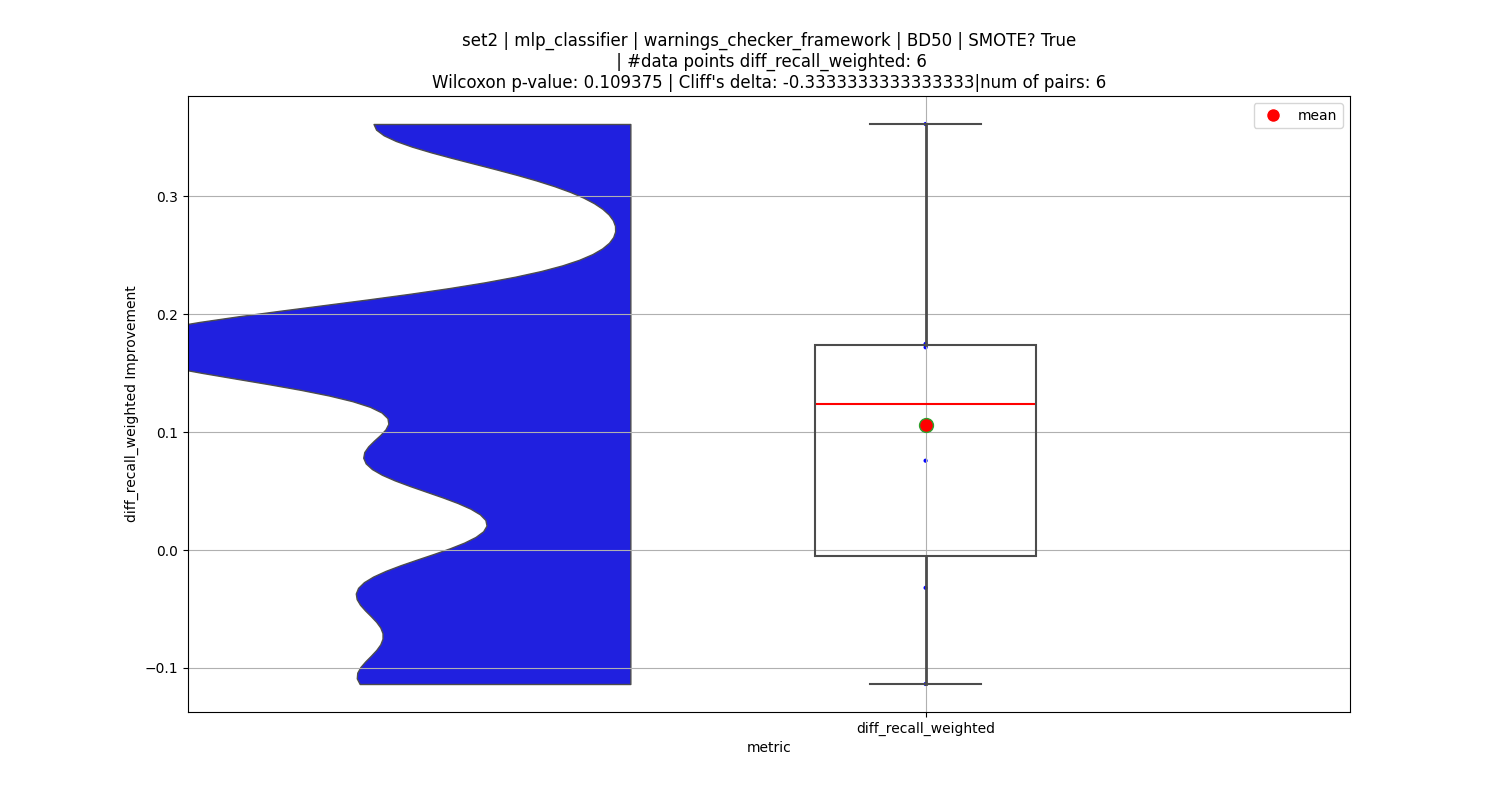 set2 | mlp_classifier | warnings_checker_framework | BD50 | SMOTE? True
| #data points diff_recall_weighted: 6
Wilcoxon p-value: 0.109375 | Cliff's delta: -0.3333333333333333|num of pairs: 6
mean
0.3
0.2
0.1
0.0
−0.1
diff_recall_weighted Improvement
diff_recall_weighted
metric